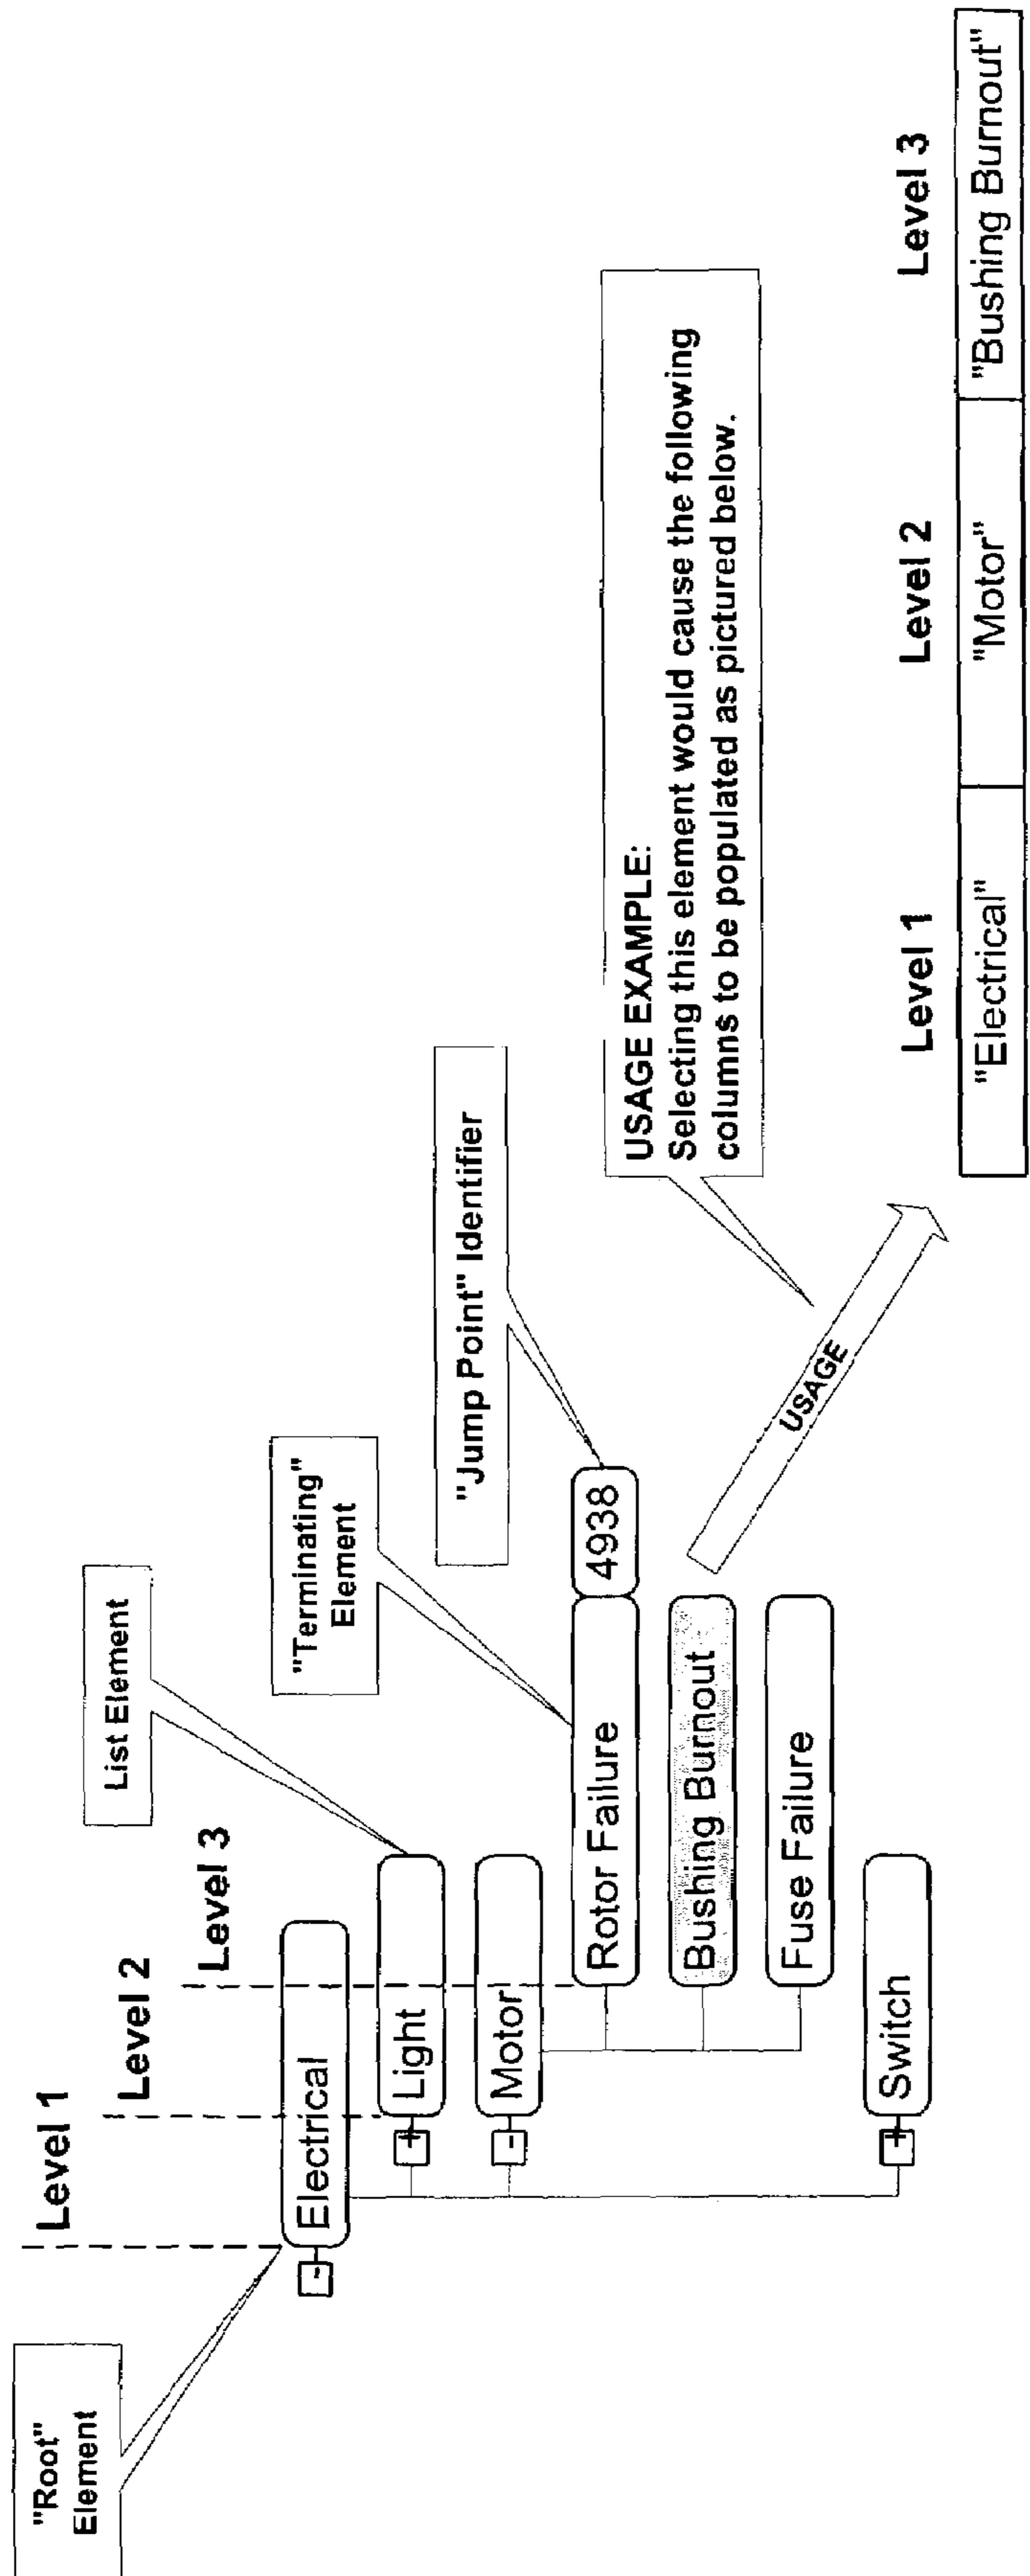 "Root"
Element
Level 1
Level 2
Level 3
List Element
"Terminating"
Element
"Jump Point" Identifier
- Electrical
+ Light
- Motor
Rotor Failure 4938
Bushing Burnout
Fuse Failure
+ Switch
USAGE
USAGE EXAMPLE:
Selecting this element would cause the following
columns to be populated as pictured below.
Level 1 Level 2 Level 3
"Electrical" "Motor" "Bushing Burnout"